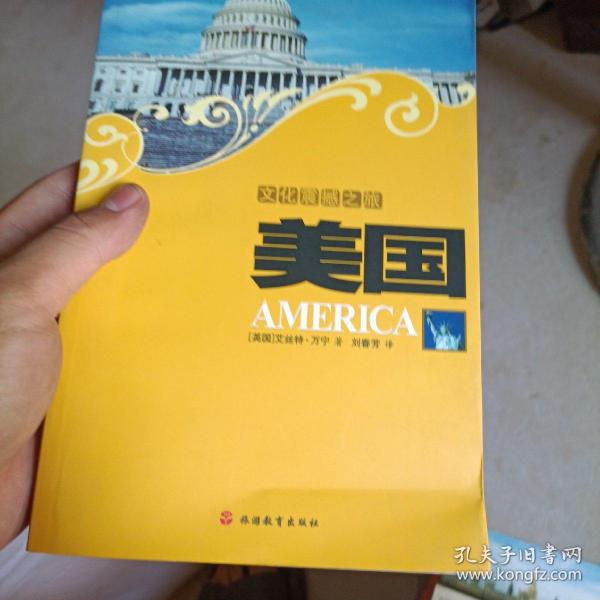 文化震撼之旅
美国
AMERICA
[英国]艾丝特·万宁 著 刘春芳 译
旅游教育出版社
孔夫子旧书网
www.kongfz.com